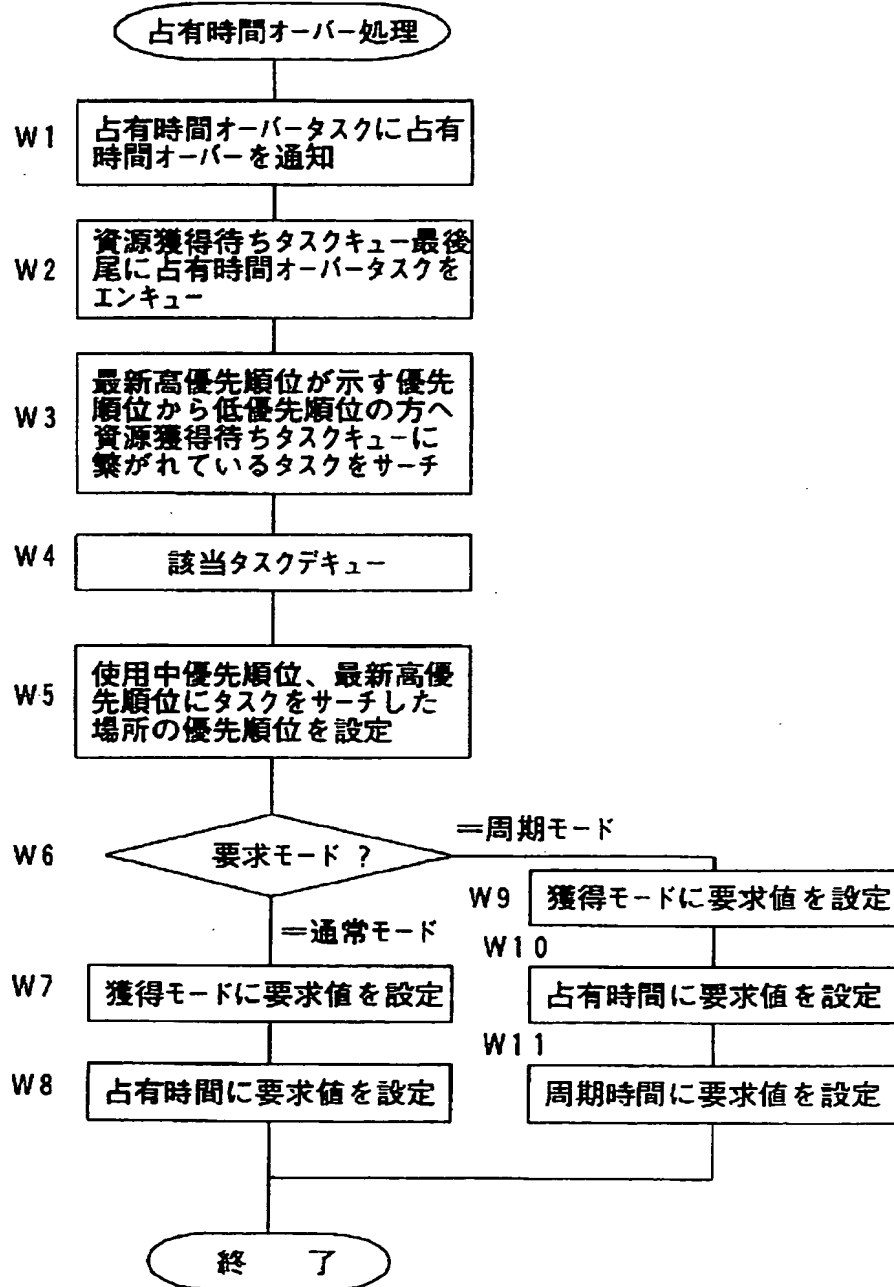 占有時間オーバー処理
W1
占有時間オーバータスクに占有
時間オーバーを通知
W2
資源獲得待ちタスクキュー最後
尾に占有時間オーバータスクを
エンキュー
W3
最新高優先順位が示す優先
順位から低優先順位の方へ
資源獲得待ちタスクキューに
繋がれているタスクをサーチ
W4
該当タスクデキュー
W5
使用中優先順位、最新高優
先順位にタスクをサーチした
場所の優先順位を設定
W6
要求モード ?
=周期モード
=通常モード
W7
獲得モードに要求値を設定
W8
占有時間に要求値を設定
W9
獲得モードに要求値を設定
W10
占有時間に要求値を設定
W11
周期時間に要求値を設定
終 了